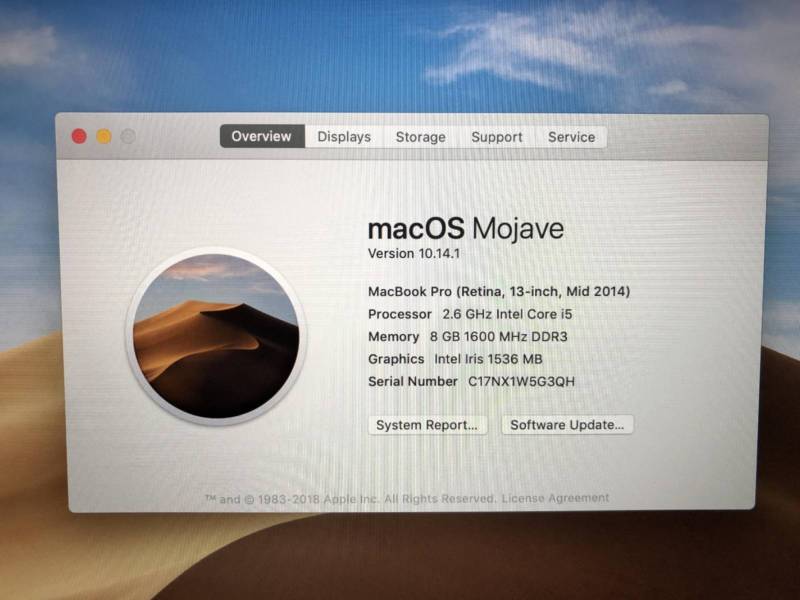 Overview Displays Storage Support Service
macOS Mojave
Version 10.14.1
MacBook Pro (Retina, 13-inch, Mid 2014)
Processor 2.6 GHz Intel Core i5
Memory 8 GB 1600 MHz DDR3
Graphics Intel Iris 1536 MB
Serial Number C17NX1W5G3QH
System Report... Software Update...
™ and © 1983-2018 Apple Inc. All Rights Reserved. License Agreement